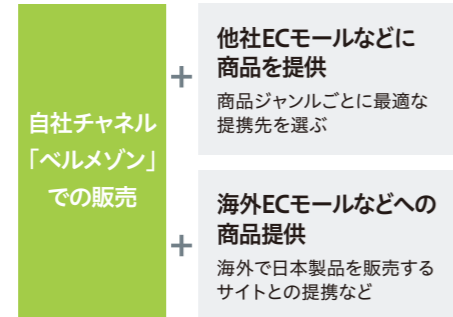 自社チャネル
「ベルメゾン」
での販売
+
他社ECモールなどに
商品を提供
商品ジャンルごとに最適な
提携先を選ぶ
+
海外ECモールなどへの
商品提供
海外で日本製品を販売する
サイトとの提携など